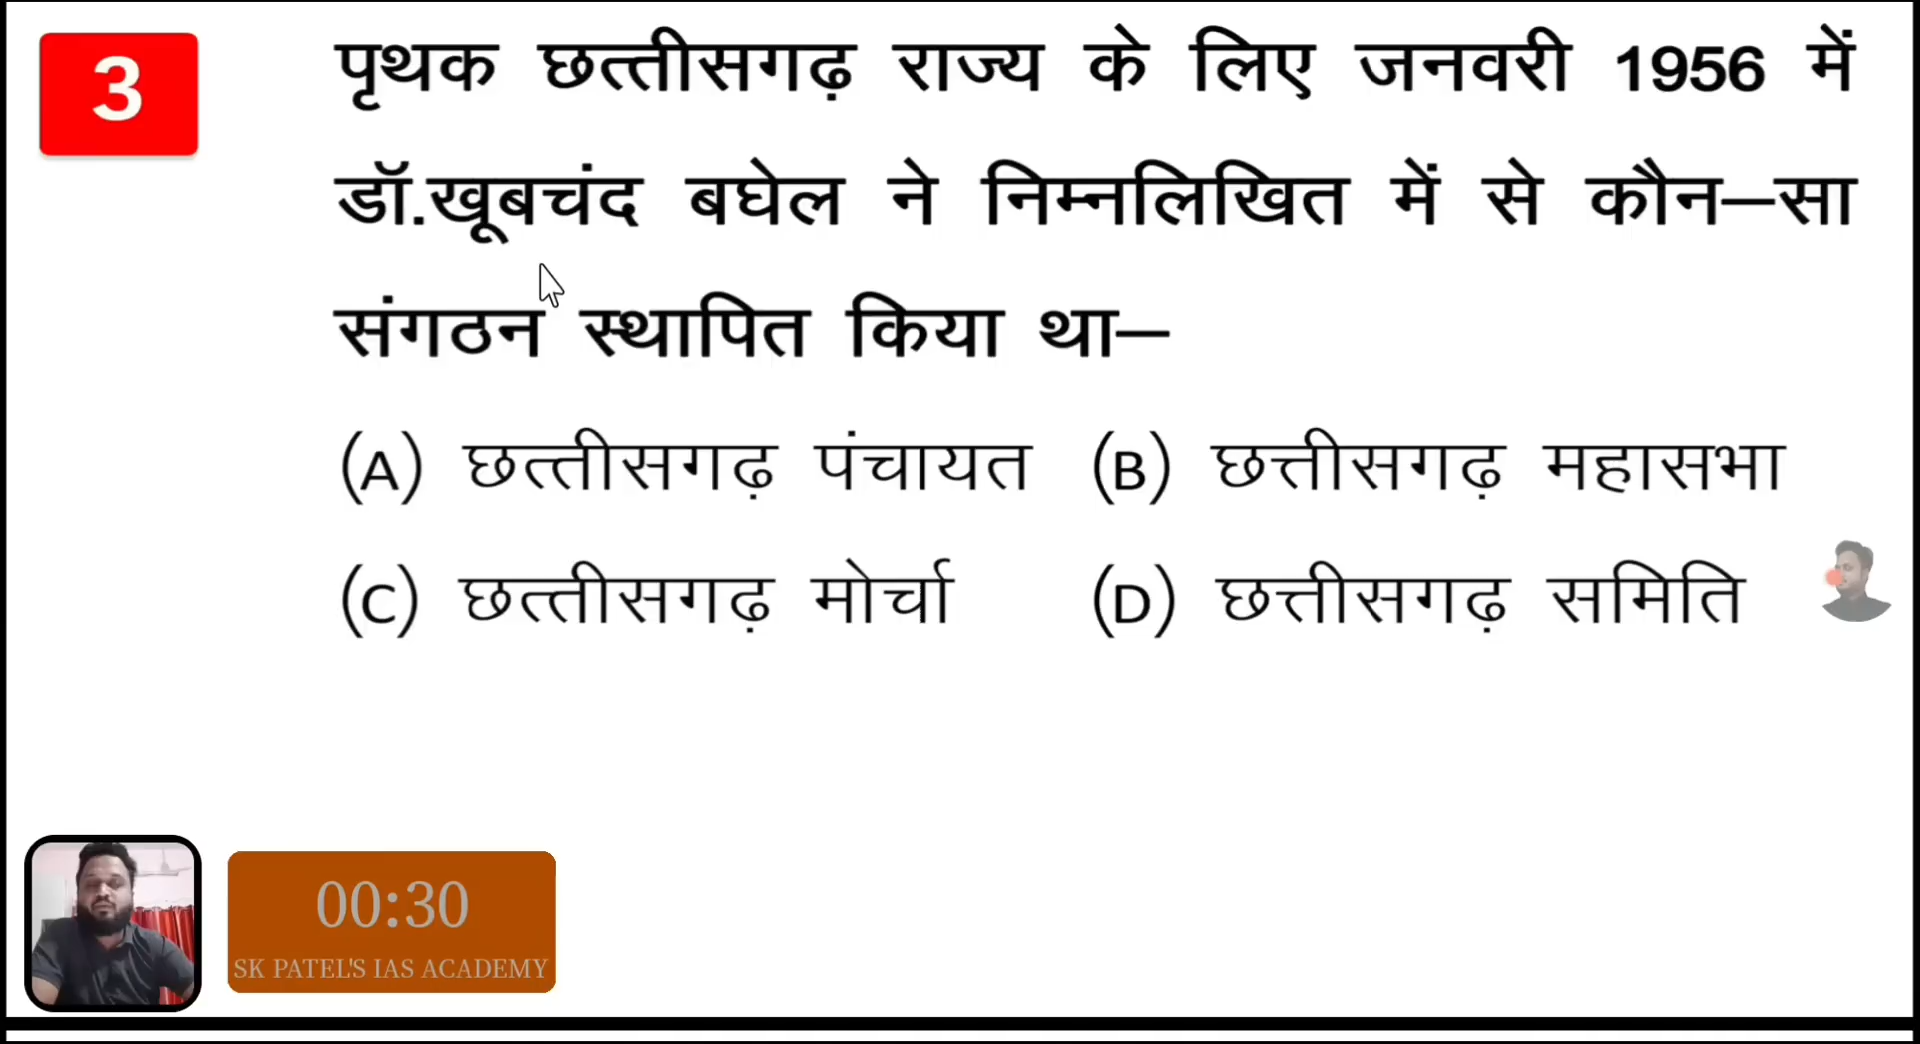 3
पृथक छत्तीसगढ़ राज्य के लिए जनवरी 1956 में
डॉ.खूबचंद बघेल ने निम्नलिखित में से कौन–सा
संगठन स्थापित किया था–
(A) छत्तीसगढ़ पंचायत (B) छत्तीसगढ़ महासभा
(C) छत्तीसगढ़ मोर्चा (D) छत्तीसगढ़ समिति
00:30
SK PATEL'S IAS ACADEMY